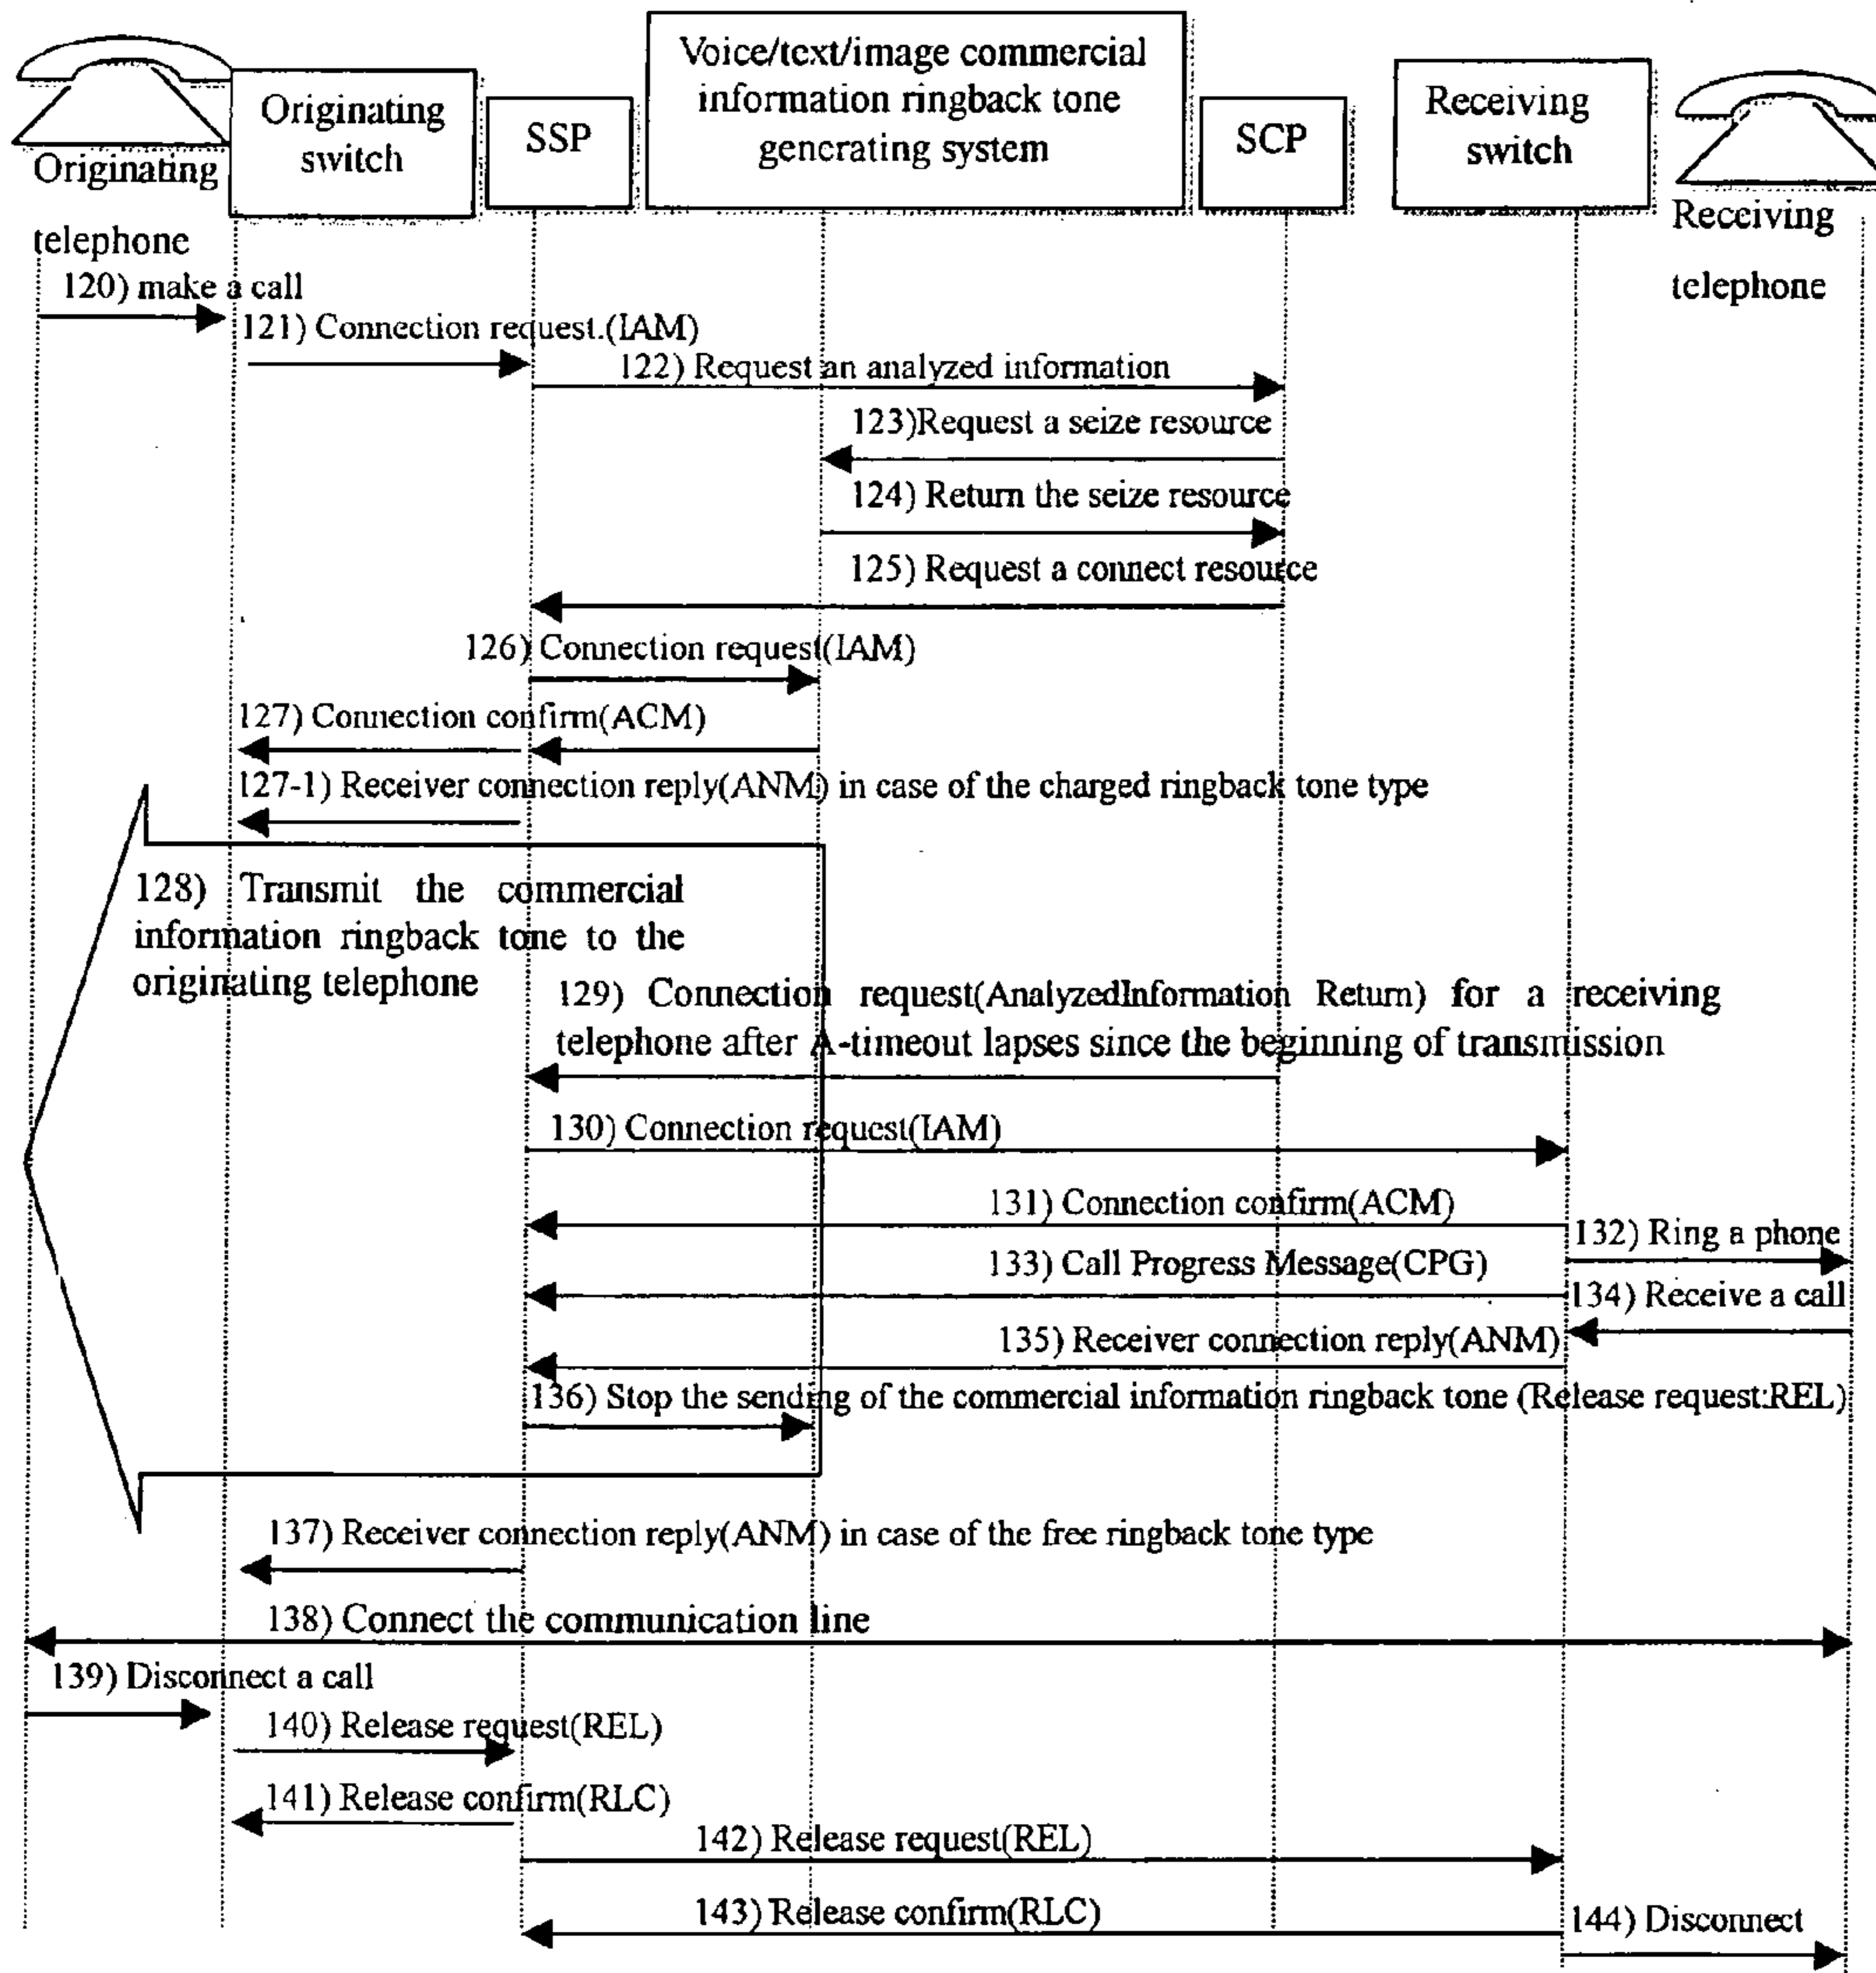 Originating
telephone
Originating
switch
SSP
Voice/text/image commercial
information ringback tone
generating system
SCP
Receiving
switch
Receiving
telephone
120) make a call
121) Connection request.(IAM)
122) Request an analyzed information
123)Request a seize resource
124) Return the seize resource
125) Request a connect resource
126) Connection request(IAM)
127) Connection confirm(ACM)
127-1) Receiver connection reply(ANM) in case of the charged ringback tone type
128) Transmit the commercial
information ringback tone to the
originating telephone
129) Connection request(AnalyzedInformation Return) for a receiving
telephone after A-timeout lapses since the beginning of transmission
130) Connection request(IAM)
131) Connection confirm(ACM)
132) Ring a phone
133) Call Progress Message(CPG)
134) Receive a call
135) Receiver connection reply(ANM)
136) Stop the sending of the commercial information ringback tone (Release request:REL)
137) Receiver connection reply(ANM) in case of the free ringback tone type
138) Connect the communication line
139) Disconnect a call
140) Release request(REL)
141) Release confirm(RLC)
142) Release request(REL)
143) Release confirm(RLC)
144) Disconnect